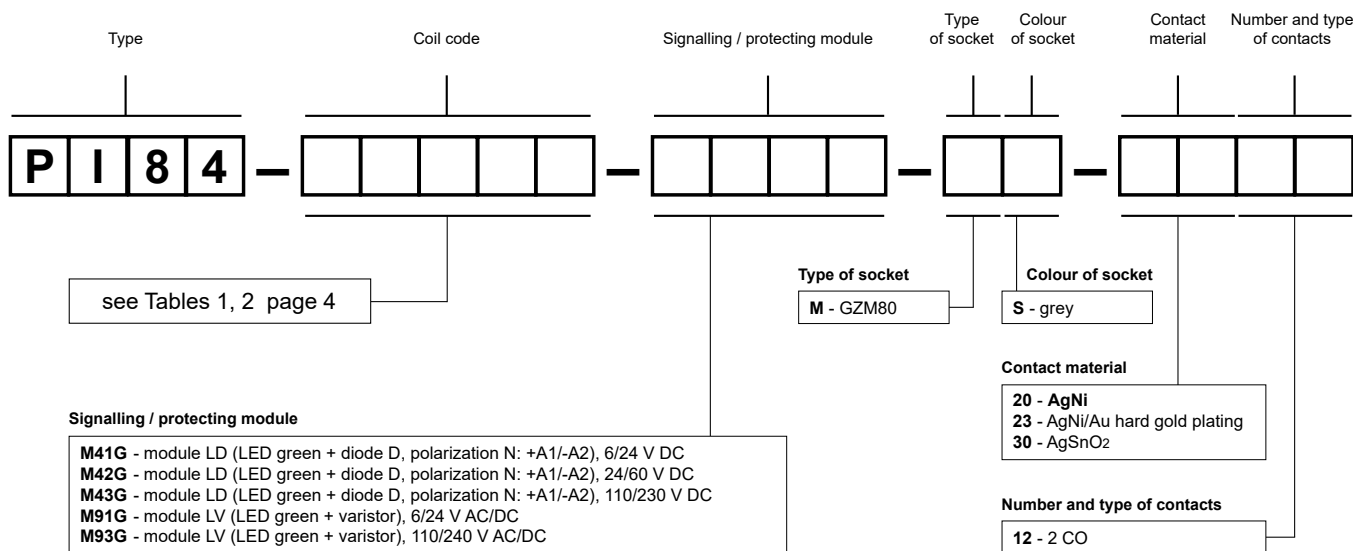 Type
Coil code
Signalling / protecting module
Type
of socket
Colour
of socket
Contact
material
Number and type
of contacts
P I 8 4 – – – –
see Tables 1, 2 page 4
Type of socket
M - GZM80
Colour of socket
S - grey
Contact material
20 - AgNi
23 - AgNi/Au hard gold plating
30 - AgSnO2
Signalling / protecting module
M41G - module LD (LED green + diode D, polarization N: +A1/-A2), 6/24 V DC
M42G - module LD (LED green + diode D, polarization N: +A1/-A2), 24/60 V DC
M43G - module LD (LED green + diode D, polarization N: +A1/-A2), 110/230 V DC
M91G - module LV (LED green + varistor), 6/24 V AC/DC
M93G - module LV (LED green + varistor), 110/240 V AC/DC
Number and type of contacts
12 - 2 CO